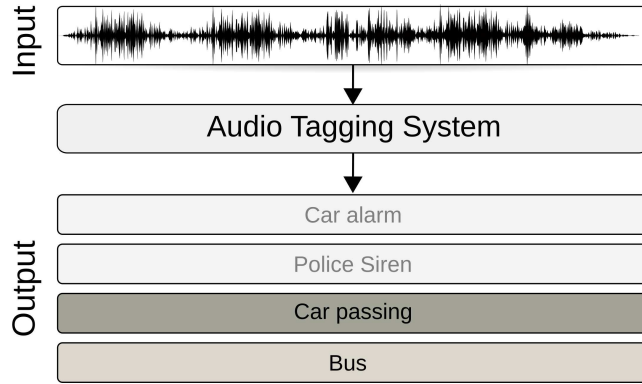 Input
Audio Tagging System
Car alarm
Police Siren
Output
Car passing
Bus